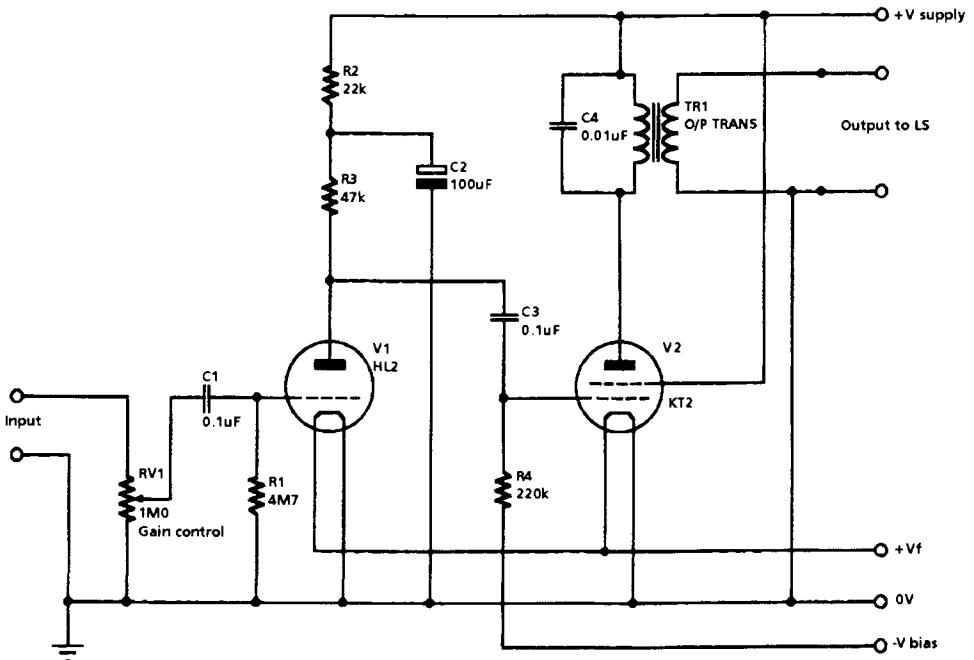 +V supply
R2
22k
C4
0.01uF
TR1
O/P TRANS
Output to LS
C2
100uF
R3
47k
C3
0.1uF
V1
HL2
V2
KT2
C1
0.1uF
Input
RV1
1M0
Gain control
R1
4M7
R4
220k
+Vf
0V
-V bias